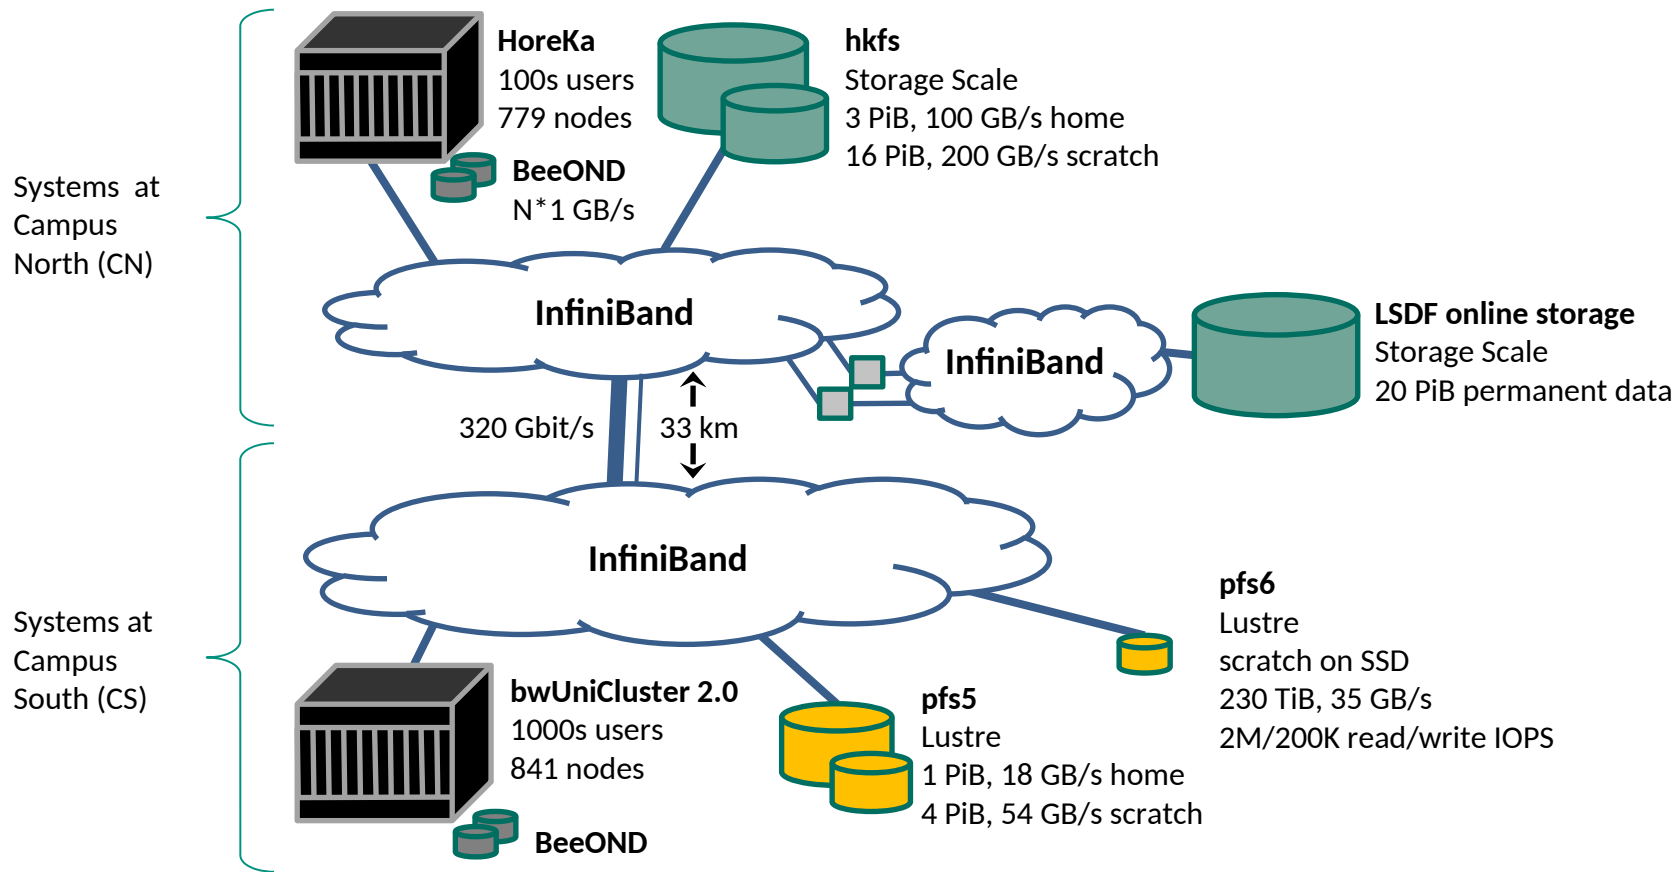 HoreKa
100s users
779 nodes
BeeOND
N*1 GB/s
hkfs
Storage Scale
3 PiB, 100 GB/s home
16 PiB, 200 GB/s scratch
Systems at
Campus
North (CN)
InfiniBand
InfiniBand
LSDF online storage
Storage Scale
20 PiB permanent data
320 Gbit/s
33 km
InfiniBand
Systems at
Campus
South (CS)
pfs6
Lustre
scratch on SSD
230 TiB, 35 GB/s
2M/200K read/write IOPS
bwUniCluster 2.0
1000s users
841 nodes
BeeOND
pfs5
Lustre
1 PiB, 18 GB/s home
4 PiB, 54 GB/s scratch